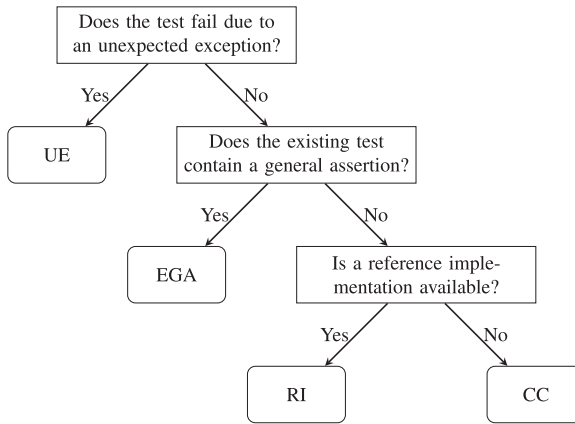 Does the test fail due to
an unexpected exception?
Yes
No
UE
Does the existing test
contain a general assertion?
Yes
No
EGA
Is a reference imple-
mentation available?
Yes
No
RI
CC